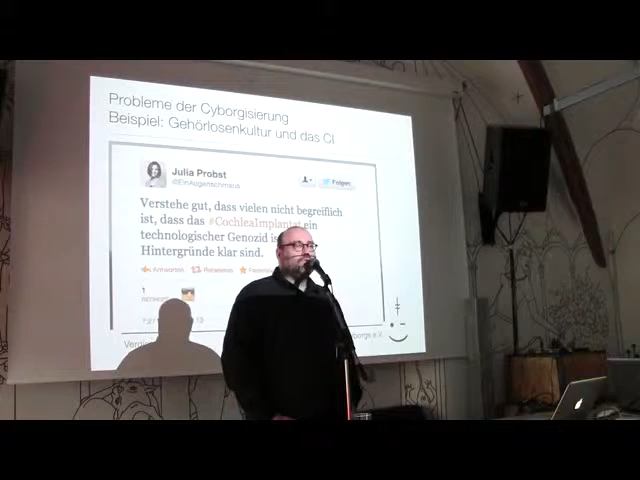 Probleme der Cyborgisierung
Beispiel: Gehörlosenkultur und das CI
Julia Probst
@EinAugenschmaus
Folgen
Verstehe gut, dass vielen nicht begreiflich
ist, dass das #CochleaImplantat ein
technologischer Genozid
Hintergründe klar sind.
Antworten Retweeten
1